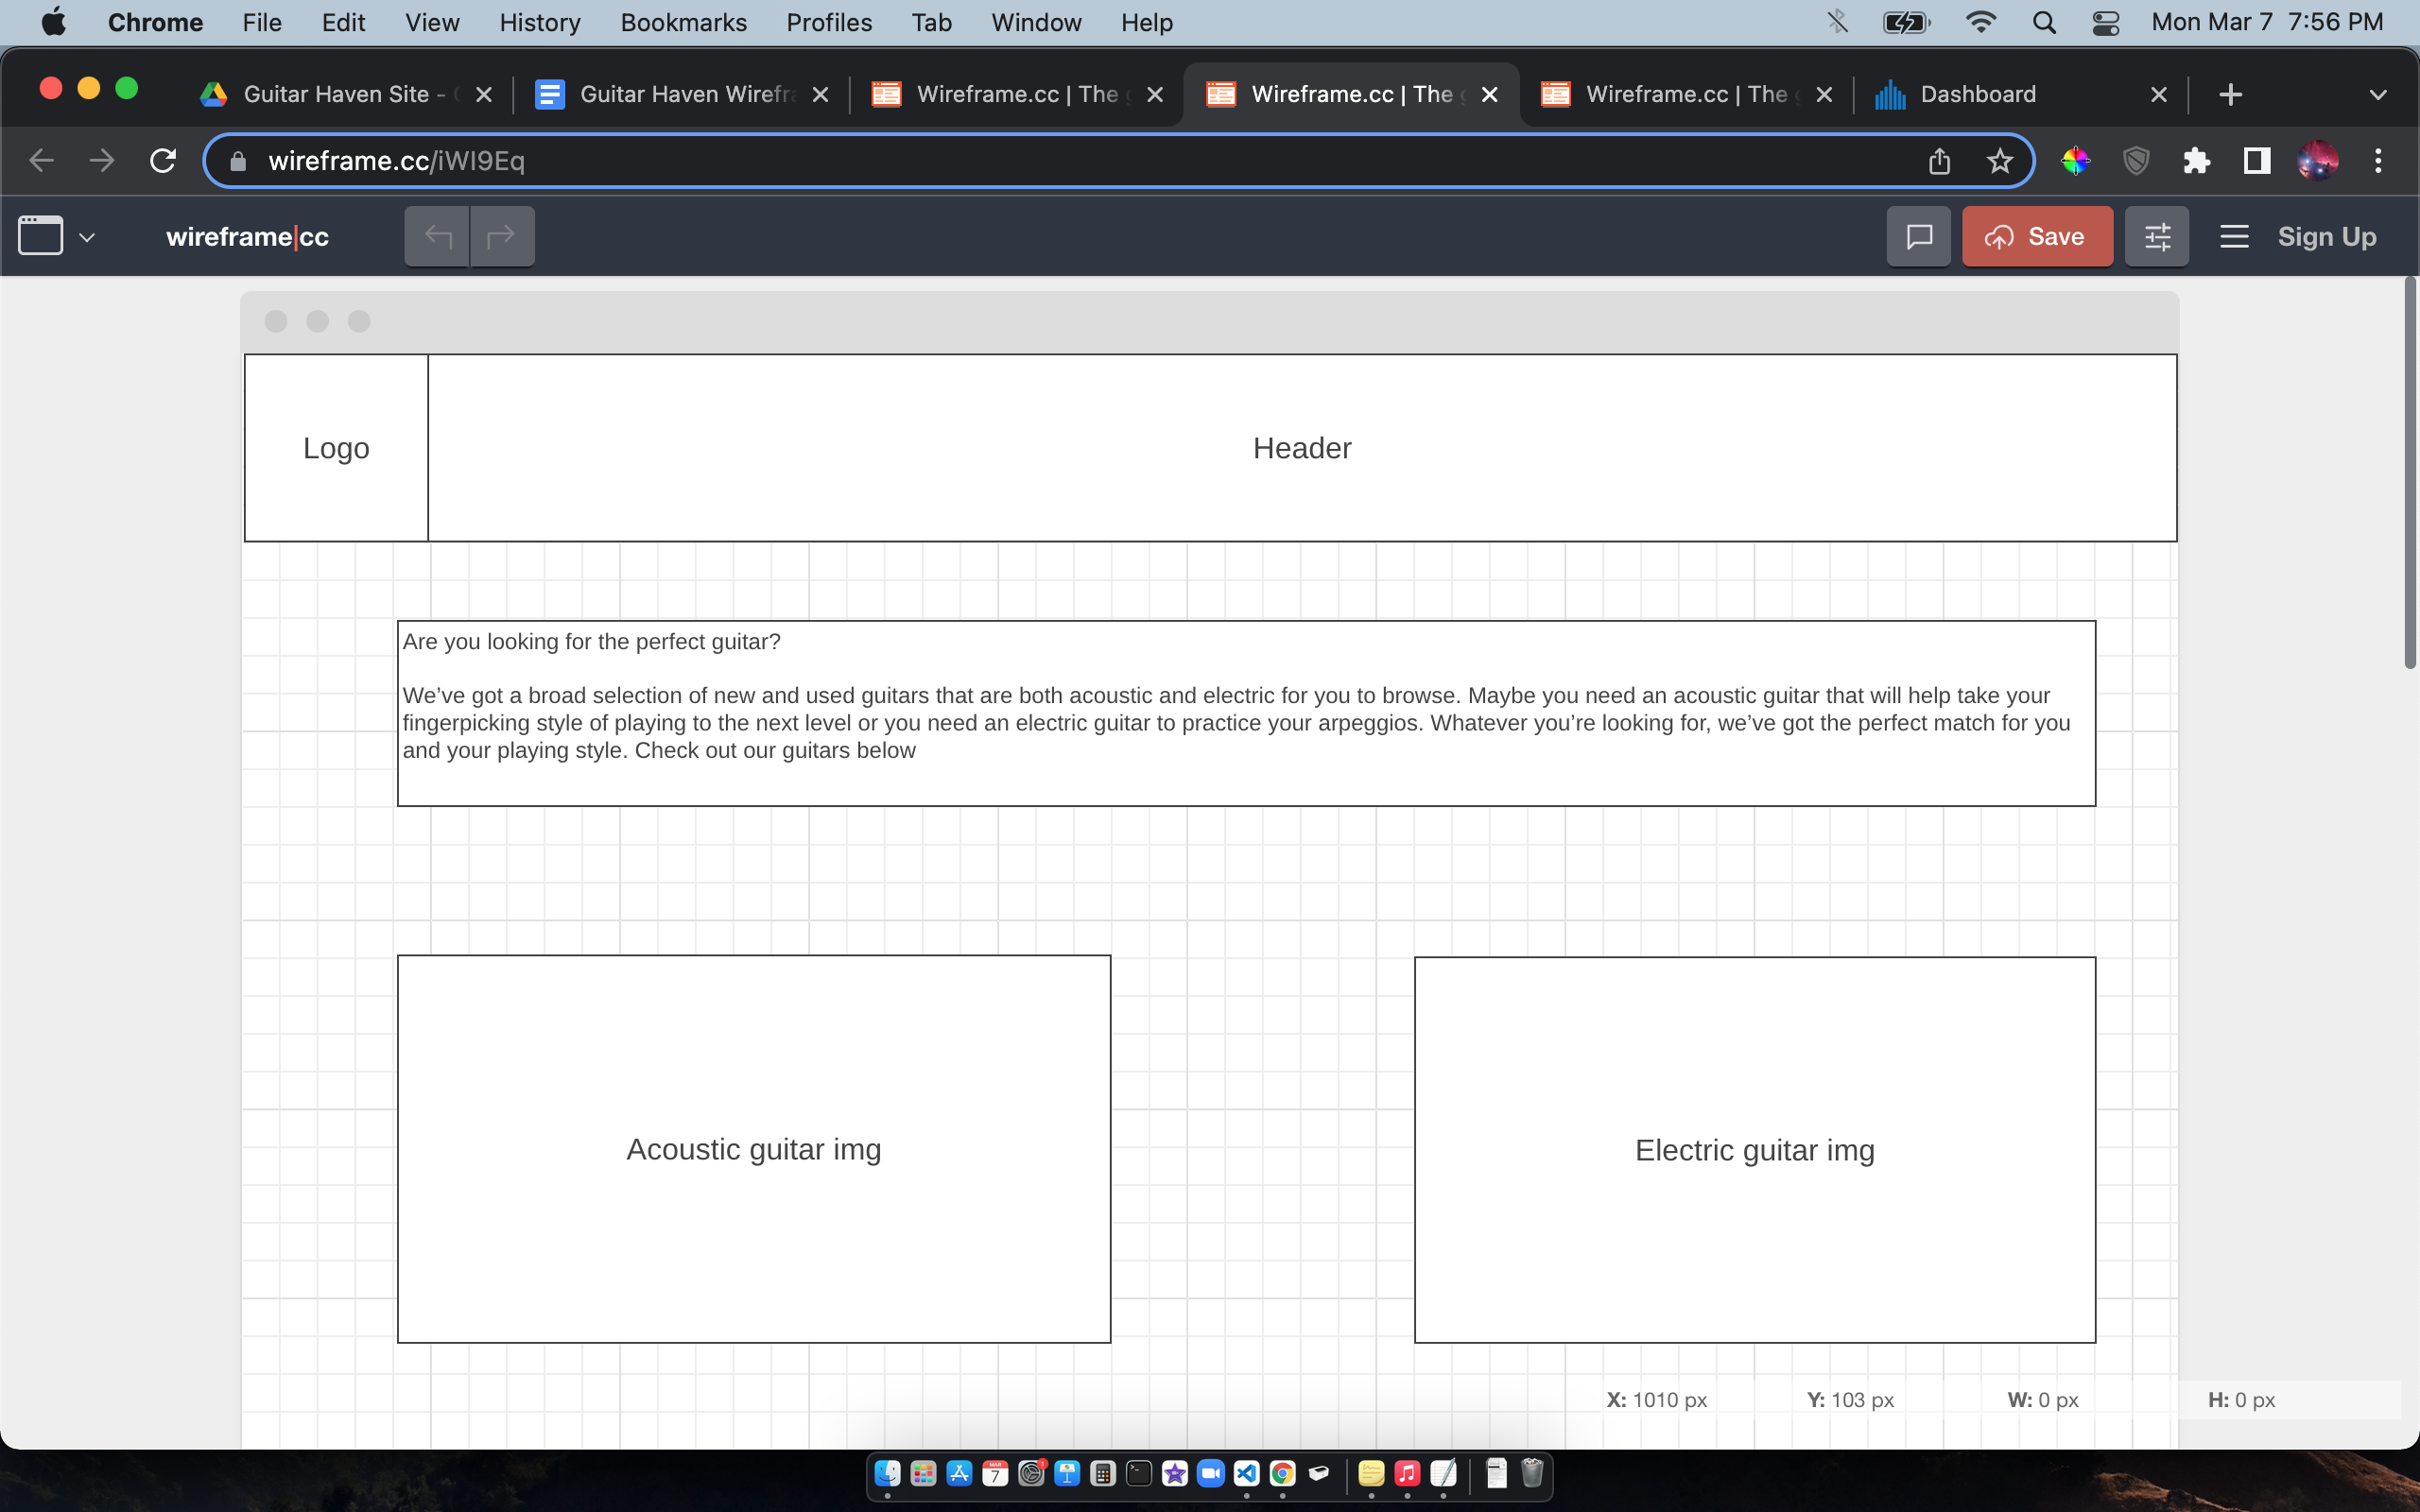 Chrome File Edit View History Bookmarks Profiles Tab Window Help Mon Mar 7 7:56 PM
Guitar Haven Site - Guitar Haven Wirefr Wireframe.cc | The Wireframe.cc | The Wireframe.cc | The Dashboard
wireframe.cc/iWI9Eq
wireframe|cc Save Sign Up
Logo Header
Are you looking for the perfect guitar?
We’ve got a broad selection of new and used guitars that are both acoustic and electric for you to browse. Maybe you need an acoustic guitar that will help take your
fingerpicking style of playing to the next level or you need an electric guitar to practice your arpeggios. Whatever you’re looking for, we’ve got the perfect match for you
and your playing style. Check out our guitars below
Acoustic guitar img Electric guitar img
X: 1010 px Y: 103 px W: 0 px H: 0 px
MAR
7
1